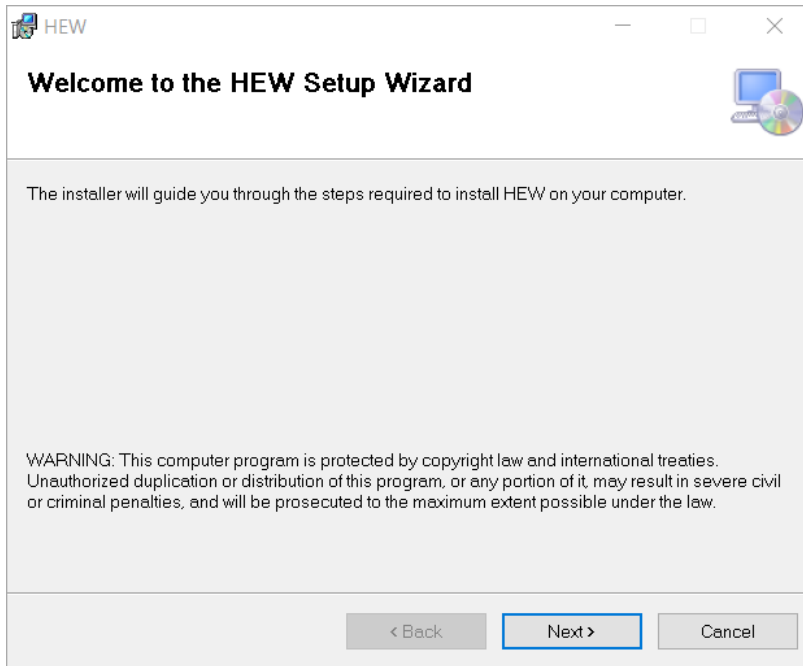 HEW
Welcome to the HEW Setup Wizard
The installer will guide you through the steps required to install HEW on your computer.
WARNING: This computer program is protected by copyright law and international treaties.
Unauthorized duplication or distribution of this program, or any portion of it, may result in severe civil
or criminal penalties, and will be prosecuted to the maximum extent possible under the law.
< Back Next > Cancel